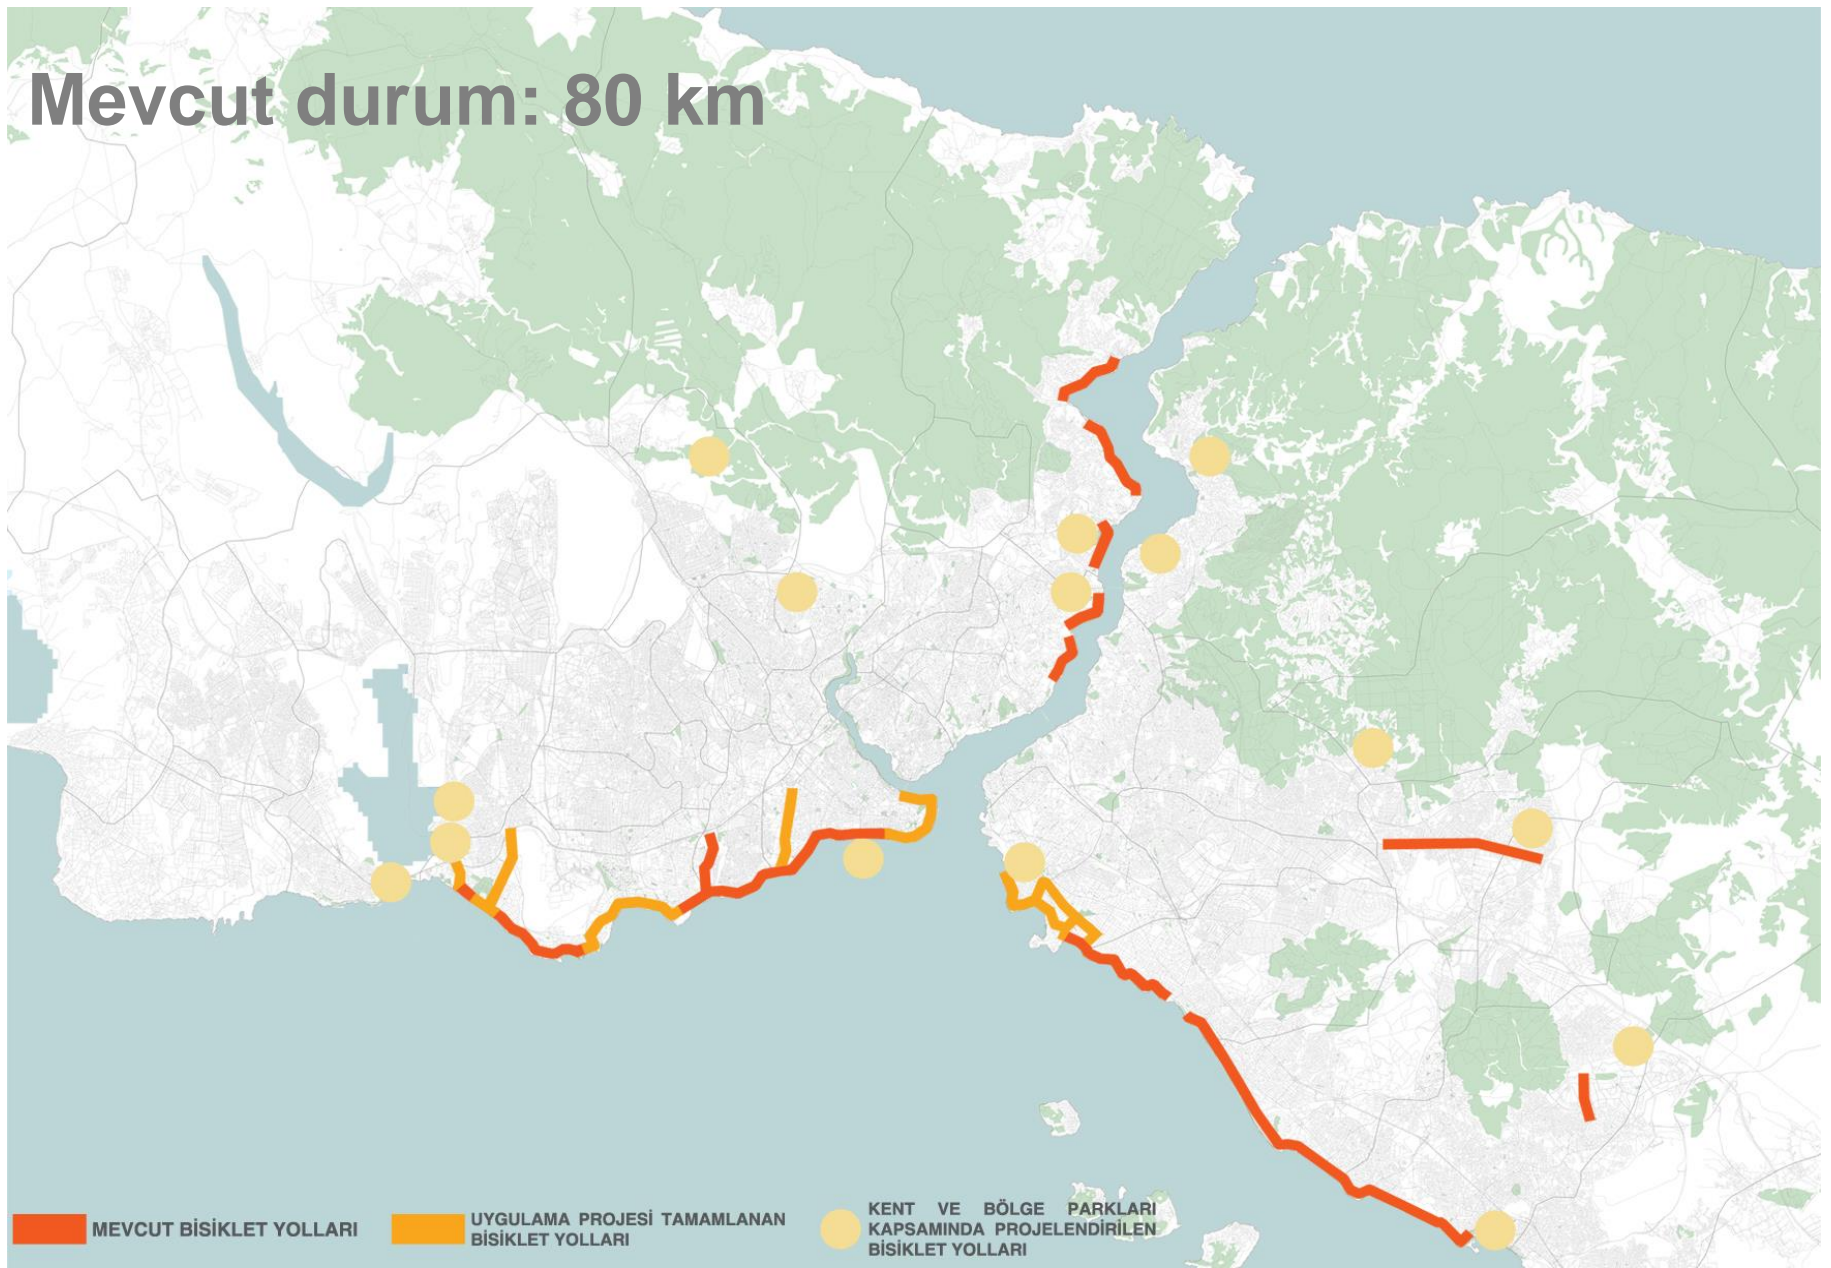 Mevcut durum: 80 km
MEVCUT BİSİKLET YOLLARI
UYGULAMA PROJESİ TAMAMLANAN
BİSİKLET YOLLARI
KENT VE BÖLGE PARKLARI
KAPSAMINDA PROJELENDİRİLEN
BİSİKLET YOLLARI